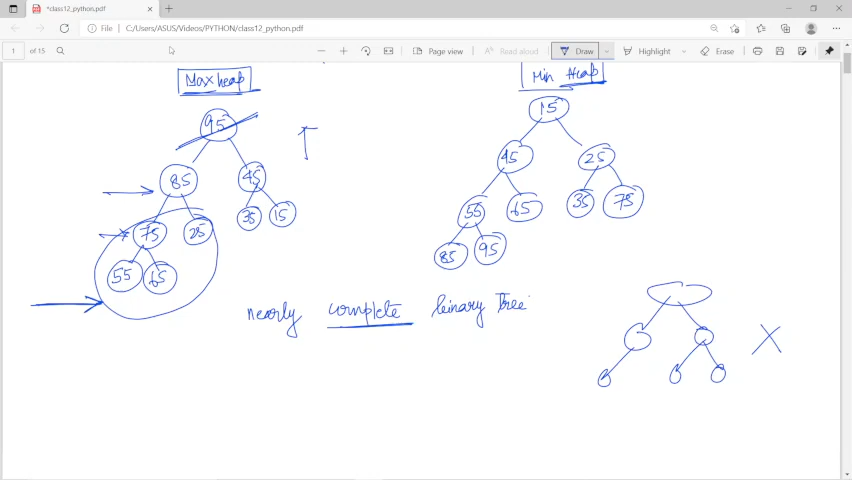 *class12_python.pdf
File
C:/Users/ASUS/Videos/PYTHON/class12_python.pdf
1 of 15
Page view
Read aloud
Draw
Highlight
Erase
Max heap
Min Heap
95
85 45
75 25 35 15
55 65
15
45 25
55 65 35 75
85 95
nearly complete binary Tree